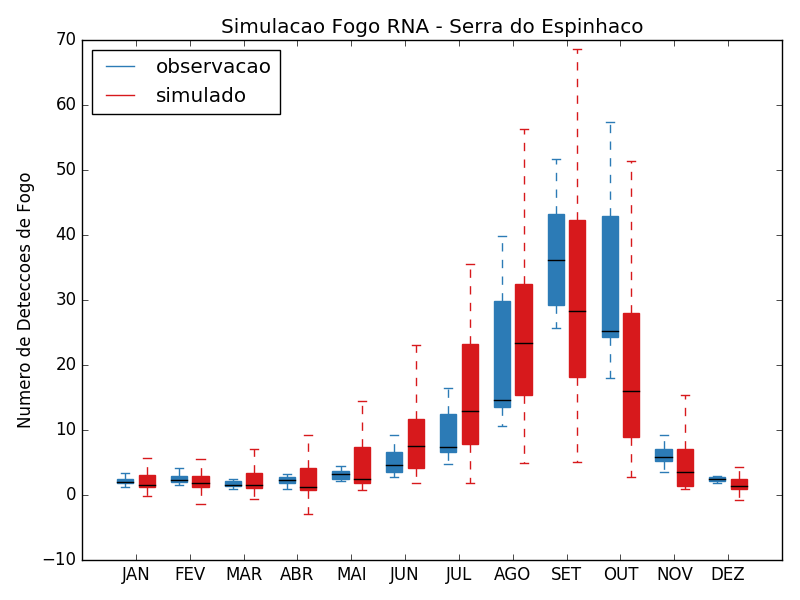 Simulacao Fogo RNA - Serra do Espinhaco
observacao
simulado
Numero de Deteccoes de Fogo
70
60
50
40
30
20
10
0
−10
JAN FEV MAR ABR MAI JUN JUL AGO SET OUT NOV DEZ